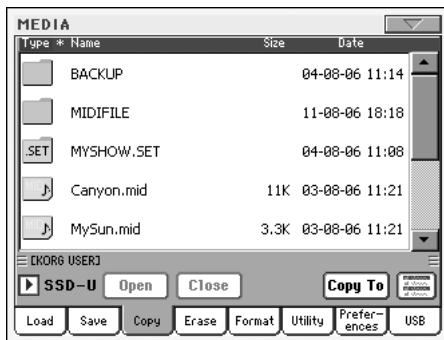 MEDIA
Type * Name Size Date
BACKUP 04-08-06 11:14
MIDIFILE 11-08-06 18:18
.SET MYSHOW.SET 04-08-06 11:08
Canyon.mid 11K 03-08-06 11:21
MySun.mid 3.3K 03-08-06 11:21
[KORG USER]
SSD-U Open Close Copy To
Load Save Copy Erase Format Utility Prefer-ences USB